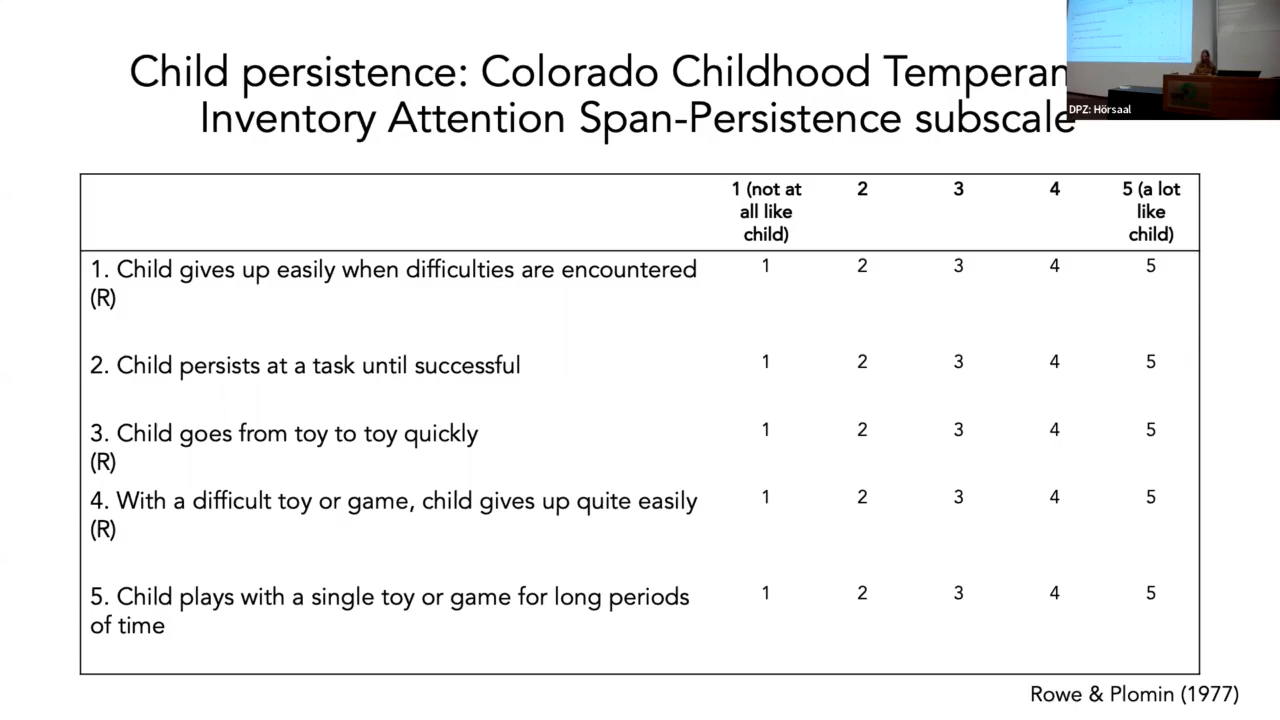 Child persistence: Colorado Childhood Temperam
Inventory Attention Span-Persistence subscale
DPZ: Hörsaal
1 (not at all like child) 2 3 4 5 (a lot like child)
1. Child gives up easily when difficulties are encountered 1 2 3 4 5
(R)
2. Child persists at a task until successful 1 2 3 4 5
3. Child goes from toy to toy quickly 1 2 3 4 5
(R)
4. With a difficult toy or game, child gives up quite easily 1 2 3 4 5
(R)
5. Child plays with a single toy or game for long periods 1 2 3 4 5
of time
Rowe & Plomin (1977)